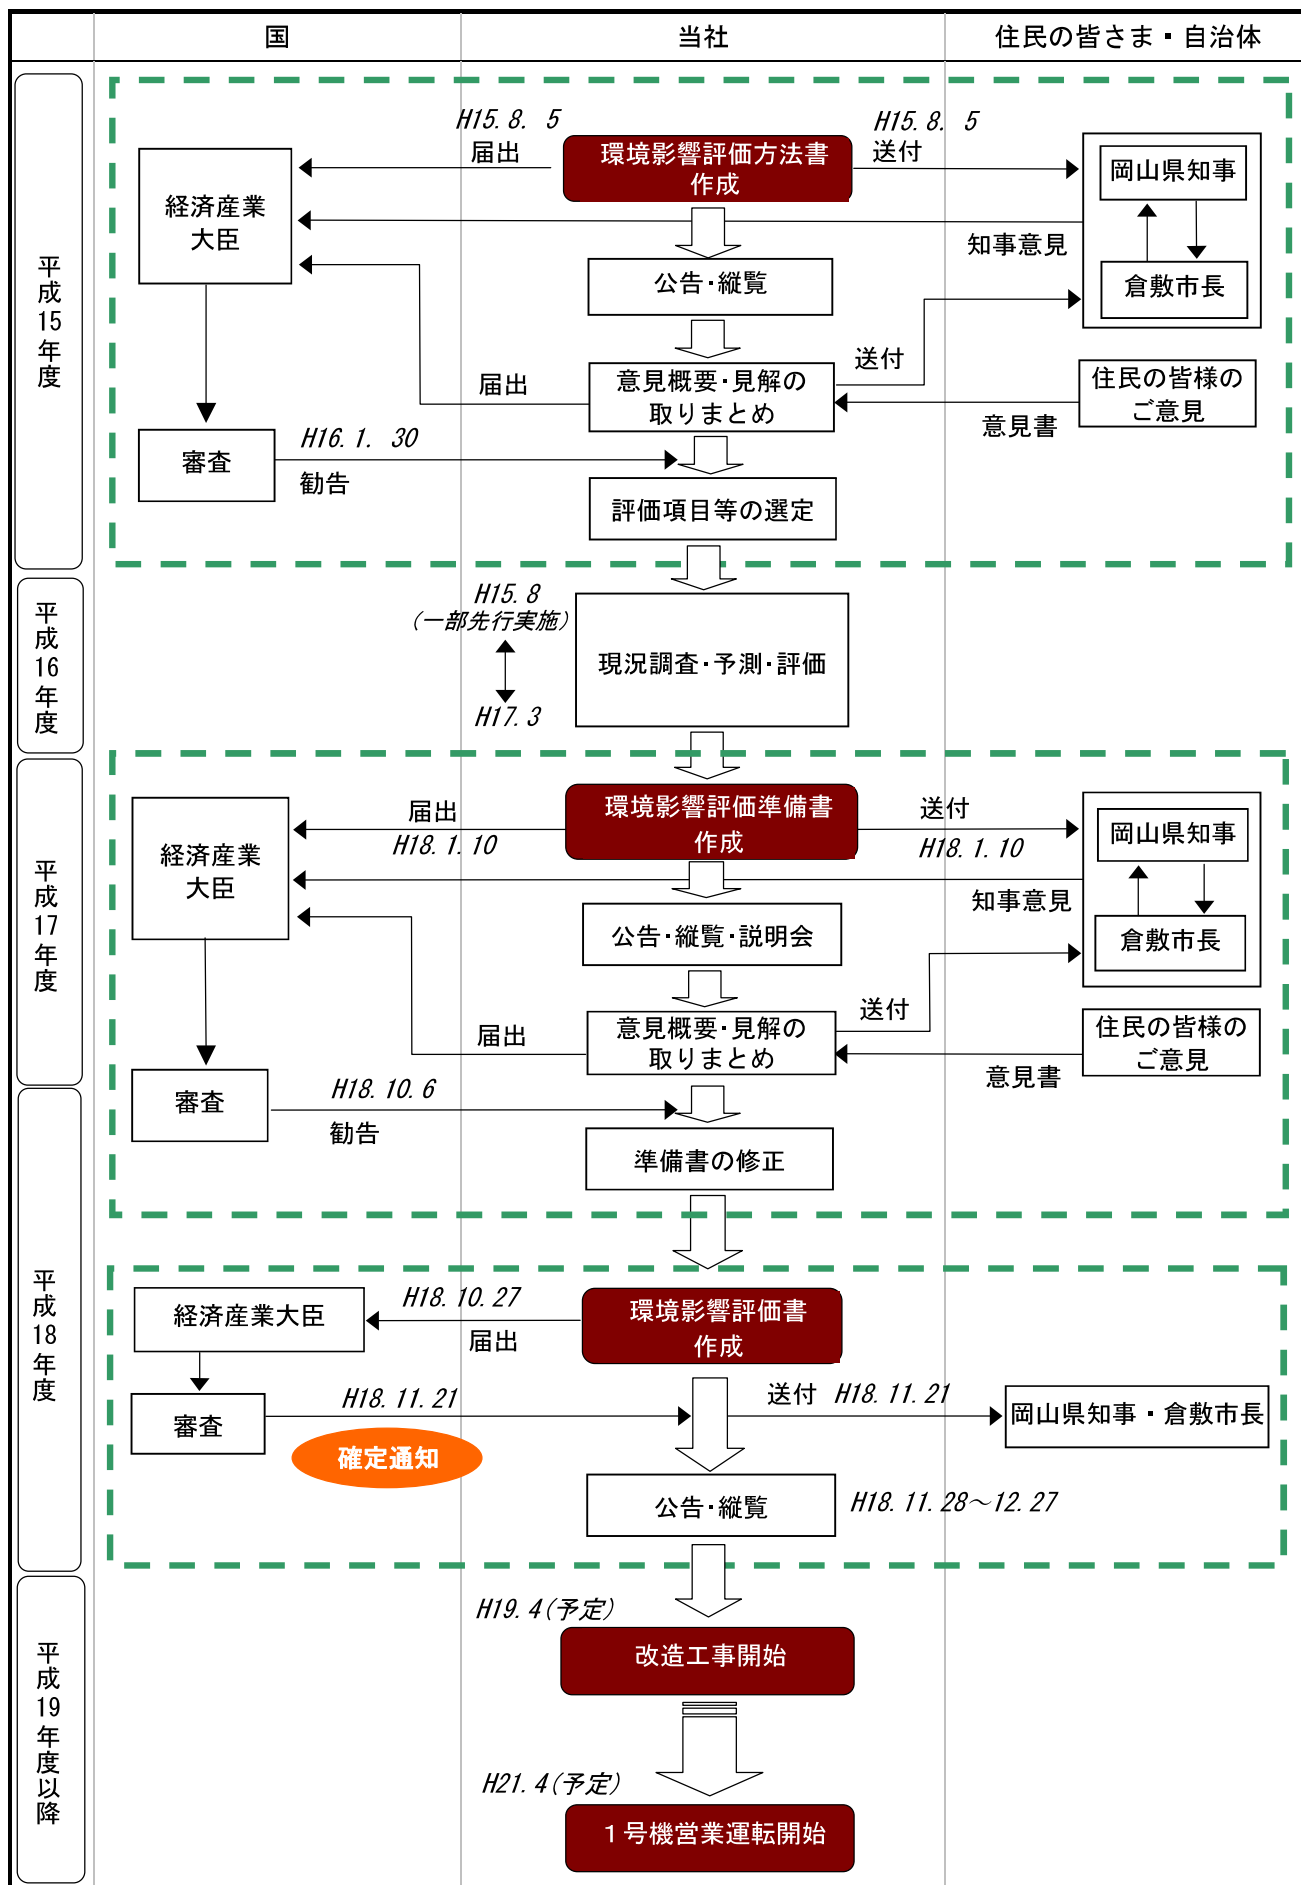 国
当社
住民の皆さま・自治体
平成15年度
H15. 8. 5
届出
環境影響評価方法書
作成
H15. 8. 5
送付
経済産業
大臣
岡山県知事
知事意見
倉敷市長
公告・縦覧
送付
届出
意見概要・見解の
取りまとめ
住民の皆様の
ご意見
意見書
審査
H16. 1. 30
勧告
評価項目等の選定
平成16年度
H15. 8
（一部先行実施）
H17. 3
現況調査・予測・評価
平成17年度
届出
H18. 1. 10
環境影響評価準備書
作成
送付
H18. 1. 10
経済産業
大臣
岡山県知事
知事意見
倉敷市長
公告・縦覧・説明会
送付
届出
意見概要・見解の
取りまとめ
住民の皆様の
ご意見
意見書
平成18年度
審査
H18. 10. 6
勧告
準備書の修正
経済産業大臣
H18. 10. 27
届出
環境影響評価書
作成
審査
H18. 11. 21
確定通知
送付 H18. 11. 21
岡山県知事・倉敷市長
公告・縦覧
H18. 11. 28～12. 27
平成19年度以降
H19. 4(予定)
改造工事開始
H21. 4(予定)
１号機営業運転開始